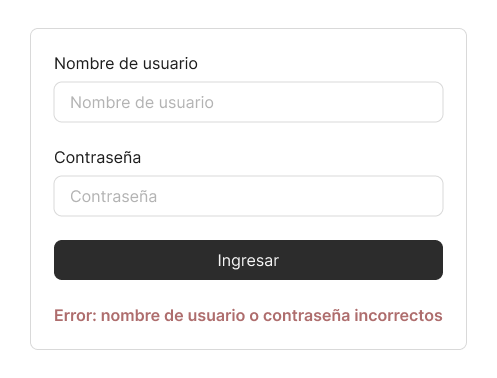 Nombre de usuario
Nombre de usuario
Contraseña
Contraseña
Ingresar
Error: nombre de usuario o contraseña incorrectos